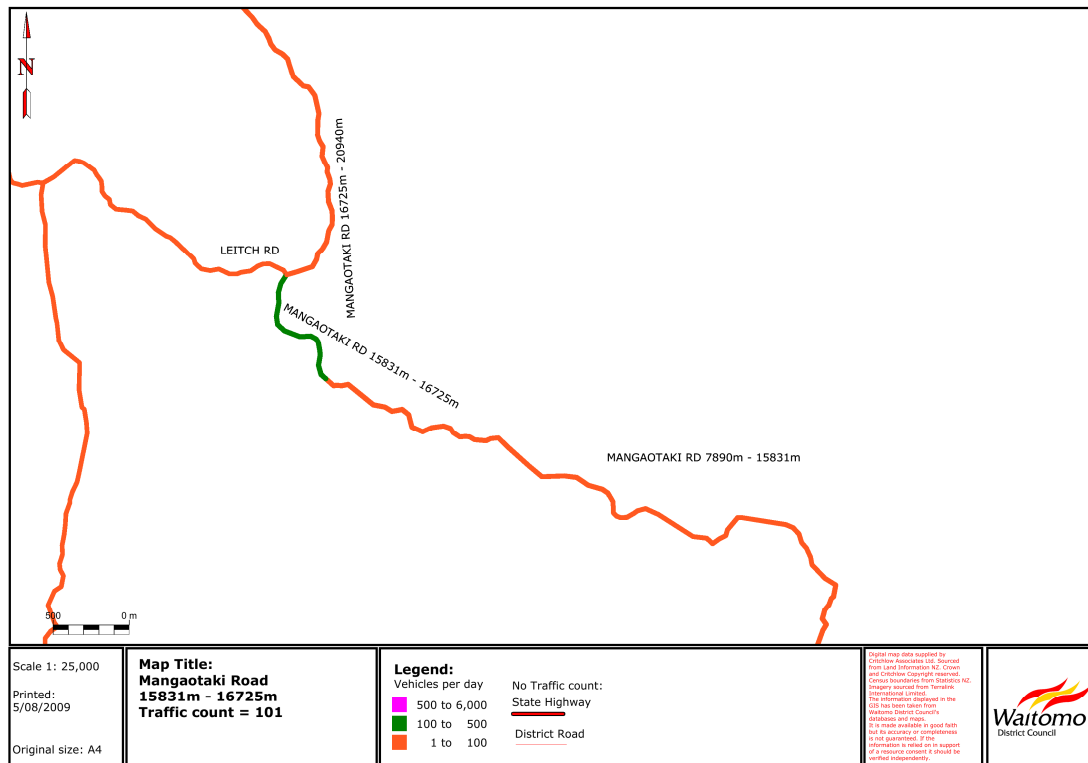 N
MANGAOTAKI RD 16725m - 20940m
LEITCH RD
MANGAOTAKI RD 15831m - 16725m
MANGAOTAKI RD 7890m - 15831m
500 0 m
Scale 1: 25,000
Printed:
5/08/2009
Original size: A4
Map Title:
Mangaotaki Road
15831m - 16725m
Traffic count = 101
Legend:
Vehicles per day
500 to 6,000
100 to 500
1 to 100
No Traffic count:
State Highway
District Road
Digital map data supplied by
Critchlow Associates Ltd. Sourced
from Land Information NZ. Crown
and Critchlow Copyright reserved.
Census boundaries from Statistics NZ.
Imagery sourced from Terralink
International Limited.
The information displayed in the
GIS has been taken from
Waitomo District Council's
databases and maps.
It is made available in good faith
but its accuracy or completeness
is not guaranteed. If the
information is relied on in support
of a resource consent it should be
verified independently.
Waitomo
District Council